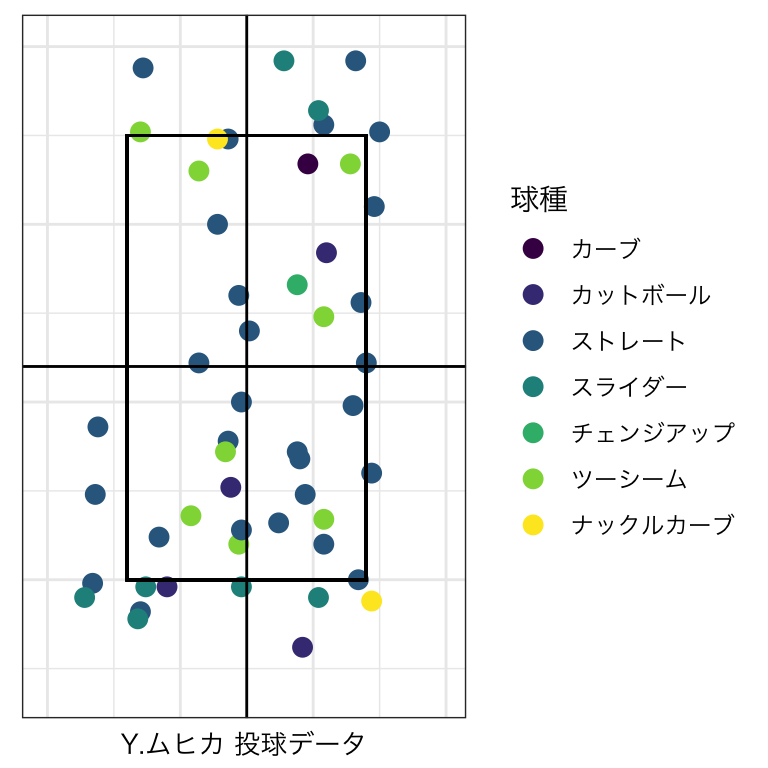 球種
カーブ
カットボール
ストレート
スライダー
チェンジアップ
ツーシーム
ナックルカーブ
Y.ムヒカ 投球データ